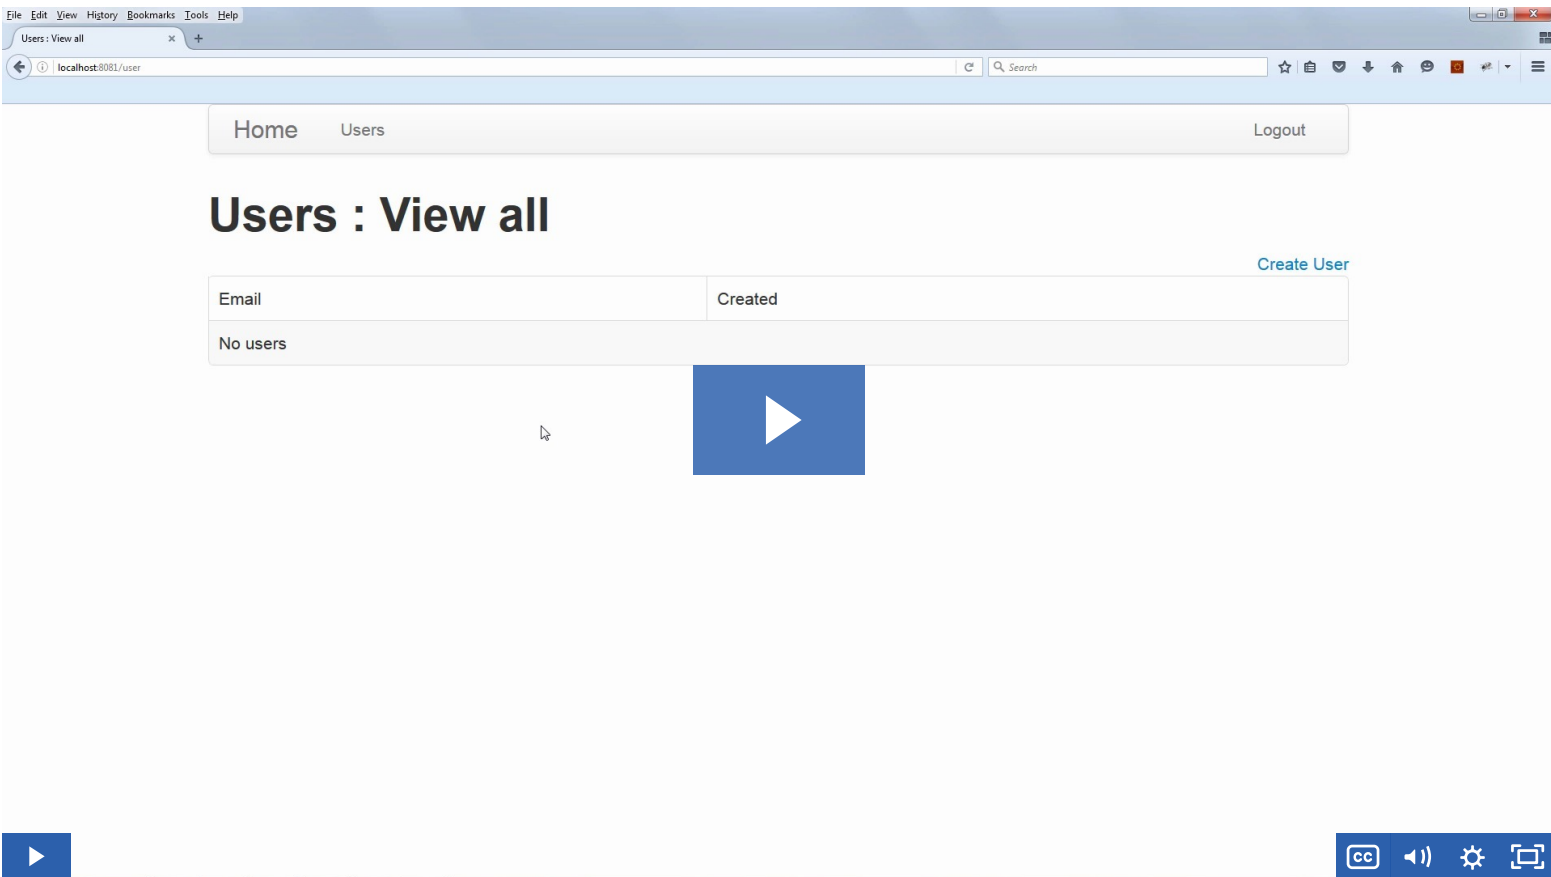 File Edit View History Bookmarks Tools Help
Users : View all
localhost:8081/user
Search
Home Users Logout
Users : View all
Create User
Email Created
No users
CC